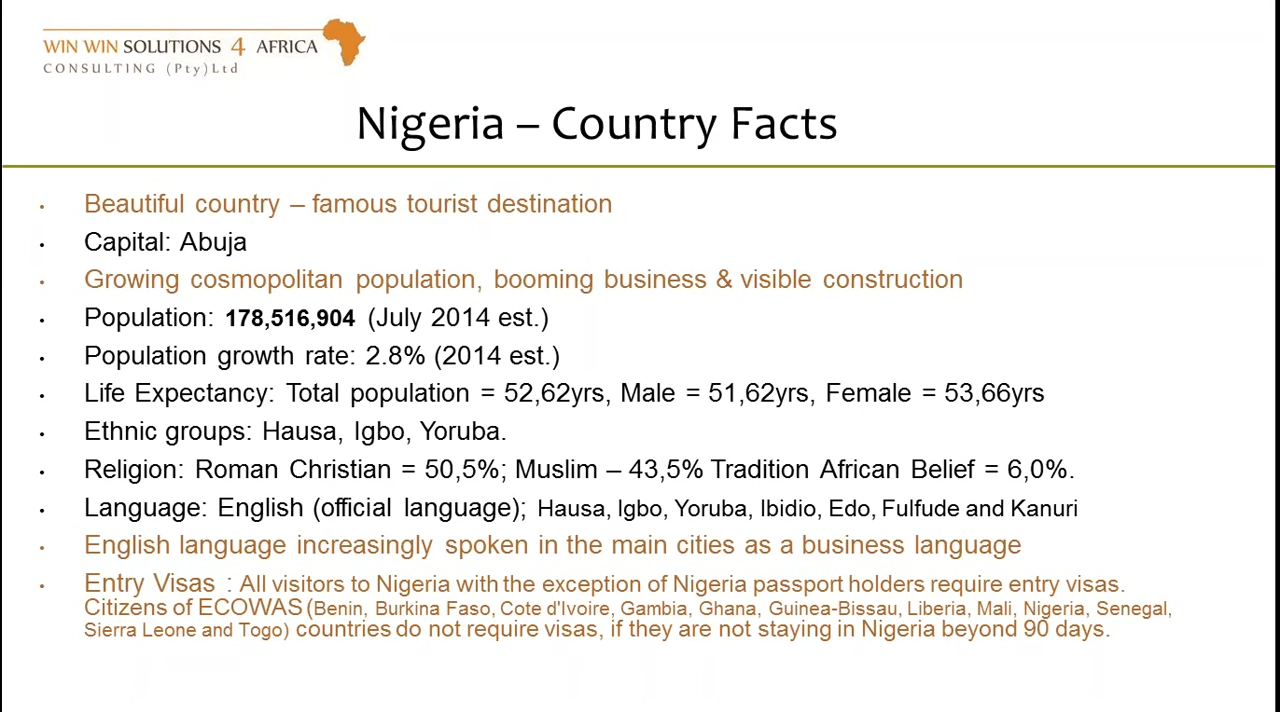 WIN WIN SOLUTIONS 4 AFRICA
CONSULTING (Pty)Ltd
Nigeria – Country Facts
• Beautiful country – famous tourist destination
• Capital: Abuja
• Growing cosmopolitan population, booming business & visible construction
• Population: 178,516,904 (July 2014 est.)
• Population growth rate: 2.8% (2014 est.)
• Life Expectancy: Total population = 52,62yrs, Male = 51,62yrs, Female = 53,66yrs
• Ethnic groups: Hausa, Igbo, Yoruba.
• Religion: Roman Christian = 50,5%; Muslim – 43,5% Tradition African Belief = 6,0%.
• Language: English (official language); Hausa, Igbo, Yoruba, Ibidio, Edo, Fulfude and Kanuri
• English language increasingly spoken in the main cities as a business language
• Entry Visas : All visitors to Nigeria with the exception of Nigeria passport holders require entry visas.
Citizens of ECOWAS (Benin, Burkina Faso, Cote d'Ivoire, Gambia, Ghana, Guinea-Bissau, Liberia, Mali, Nigeria, Senegal,
Sierra Leone and Togo) countries do not require visas, if they are not staying in Nigeria beyond 90 days.